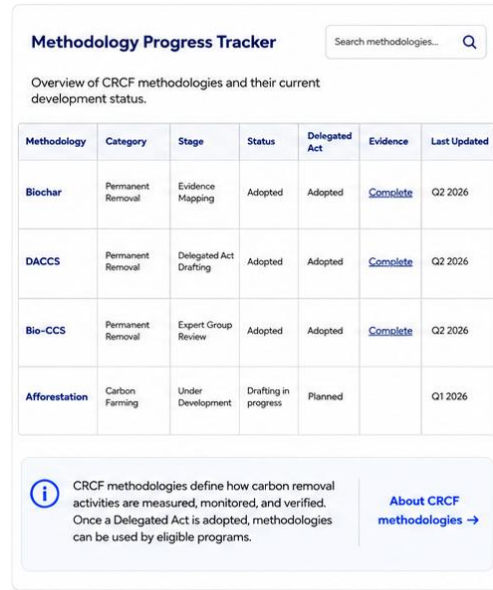 Methodology Progress Tracker
Search methodologies...
Overview of CRCF methodologies and their current
development status.
Methodology Category Stage Status Delegated Act Evidence Last Updated
Biochar Permanent Removal Evidence Mapping Adopted Adopted Complete Q2 2026
DACCS Permanent Removal Delegated Act Drafting Adopted Adopted Complete Q2 2026
Bio-CCS Permanent Removal Expert Group Review Adopted Adopted Complete Q2 2026
Afforestation Carbon Farming Under Development Drafting in progress Planned Q1 2026
CRCF methodologies define how carbon removal
activities are measured, monitored, and verified.
Once a Delegated Act is adopted, methodologies
can be used by eligible programs.
About CRCF
methodologies →